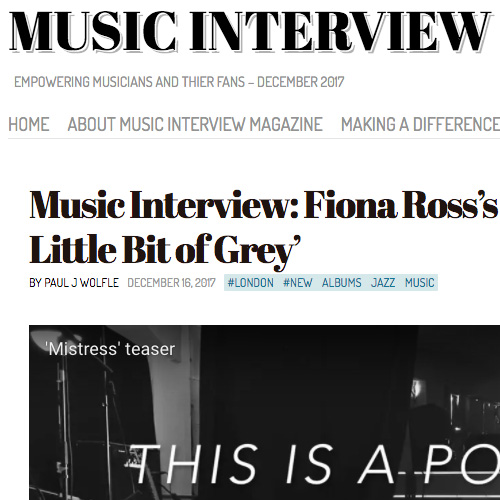 MUSIC INTERVIEW
EMPOWERING MUSICIANS AND THIER FANS – DECEMBER 2017
HOME ABOUT MUSIC INTERVIEW MAGAZINE MAKING A DIFFERENCE
Music Interview: Fiona Ross’s
Little Bit of Grey’
BY PAUL J WOLFLE DECEMBER 16, 2017 #LONDON #NEW ALBUMS JAZZ MUSIC
'Mistress' teaser
THIS IS A PO